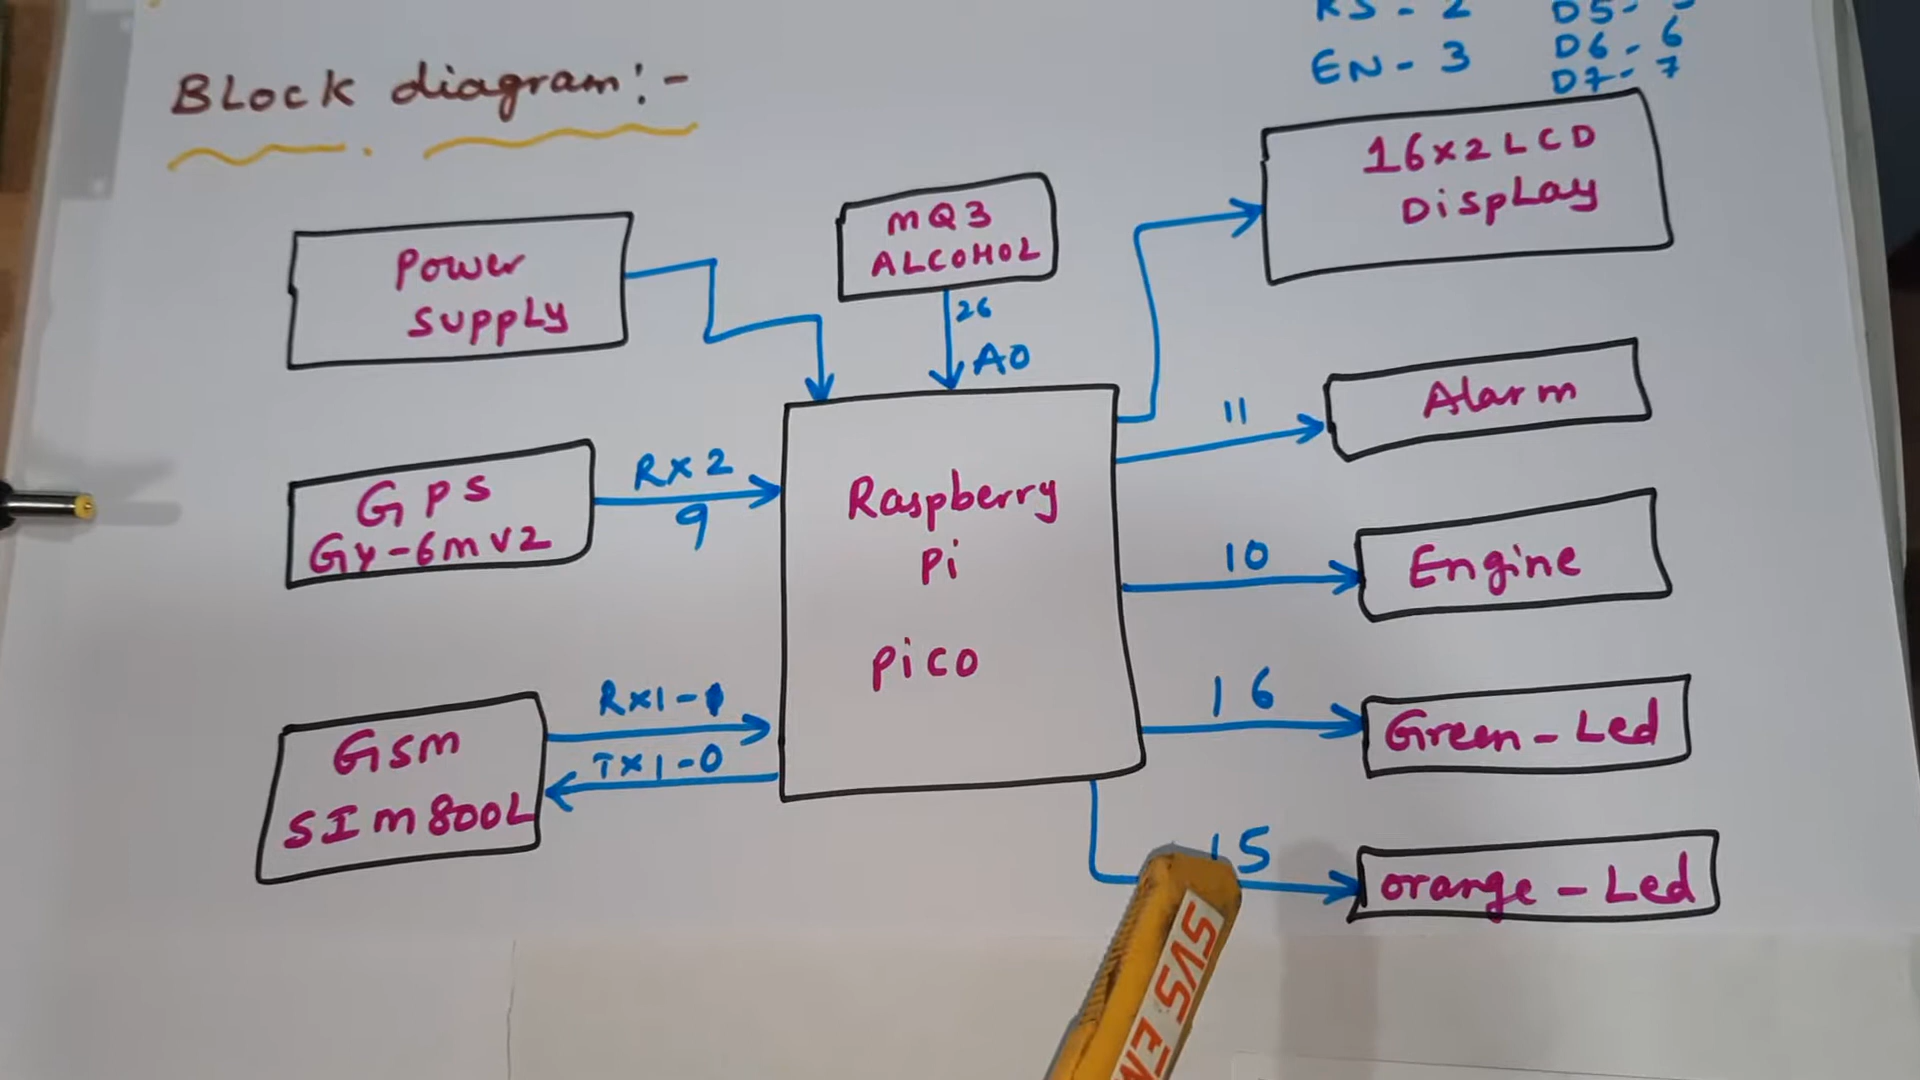 RS - 2
D5 -
EN - 3
D6 - 6
D7 - 7
Block diagram:-
16x2 LCD
Display
MQ3
ALCOHOL
Power
Supply
26
A0
Alarm
11
GPS
Gy-6mv2
Rx2
9
Raspberry
Pi
Pico
10
Engine
Rx1-1
Tx1-0
Gsm
SIm800L
16
Green-Led
15
orange-Led
SVS